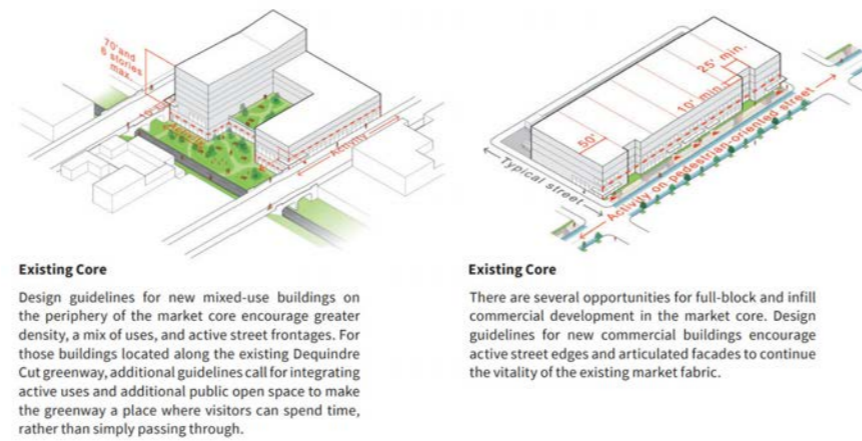 70' and
6 stories
max.
Activity
Existing Core
Design guidelines for new mixed-use buildings on
the periphery of the market core encourage greater
density, a mix of uses, and active street frontages. For
those buildings located along the existing Dequindre
Cut greenway, additional guidelines call for integrating
active uses and additional public open space to make
the greenway a place where visitors can spend time,
rather than simply passing through.
25' min.
10' min.
50'
Typical street
Activity on pedestrian-oriented street
Existing Core
There are several opportunities for full-block and infill
commercial development in the market core. Design
guidelines for new commercial buildings encourage
active street edges and articulated facades to continue
the vitality of the existing market fabric.